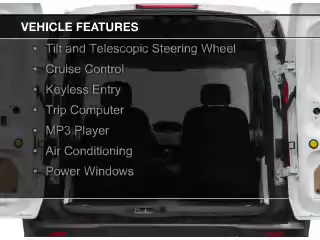 VEHICLE FEATURES
• Tilt and Telescopic Steering Wheel
• Cruise Control
• Keyless Entry
• Trip Computer
• MP3 Player
• Air Conditioning
• Power Windows